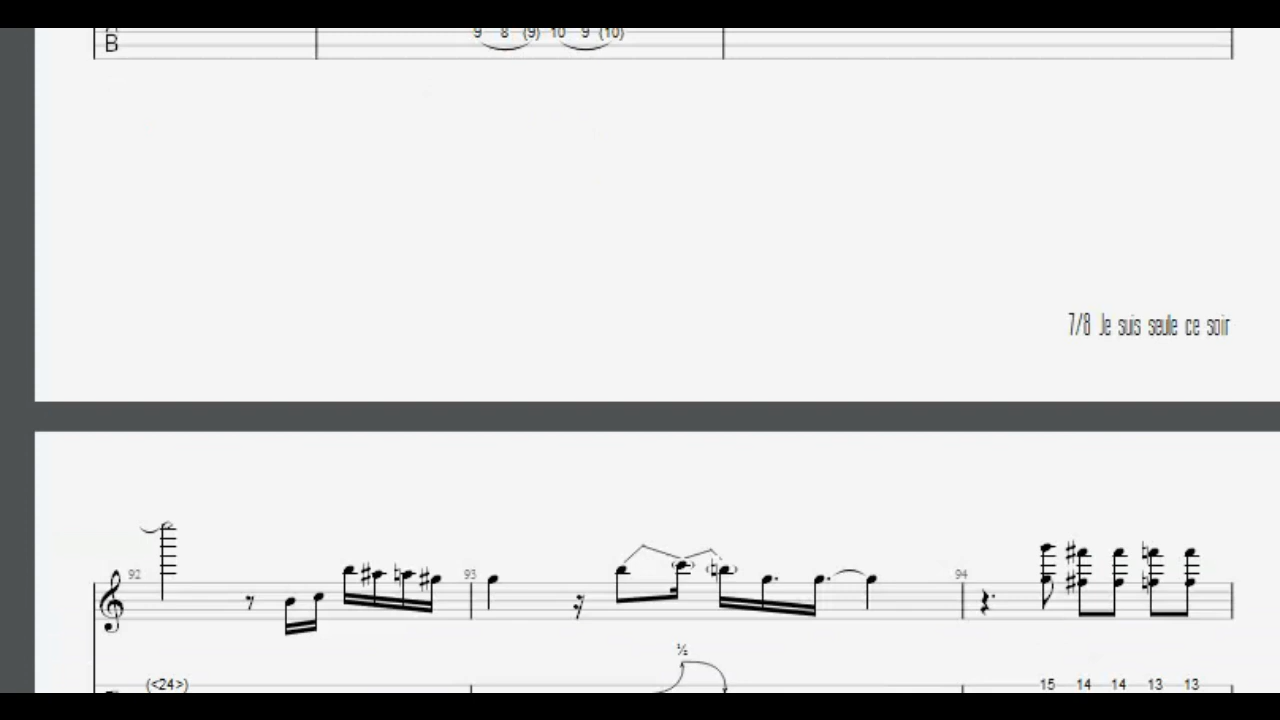 B 9 8 (9) 10 9 (10)
7/8 Je suis seule ce soir
92 93 94
½
(<24>) 15 14 14 13 13